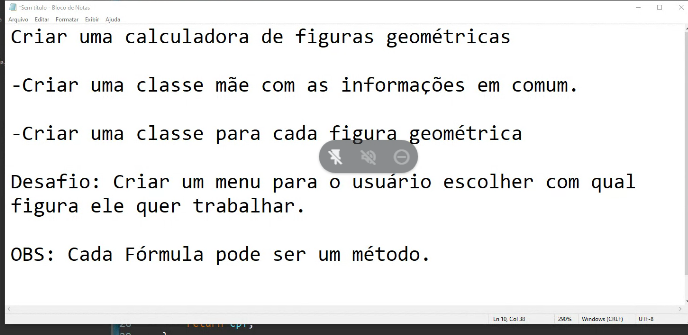 Sem título - Bloco de Notas
Arquivo Editar Formatar Exibir Ajuda
Criar uma calculadora de figuras geométricas
-Criar uma classe mãe com as informações em comum.
-Criar uma classe para cada figura geométrica
Desafio: Criar um menu para o usuário escolher com qual
figura ele quer trabalhar.
OBS: Cada Fórmula pode ser um método.
Ln 10, Col 38 290% Windows (CRLF) UTF-8
return